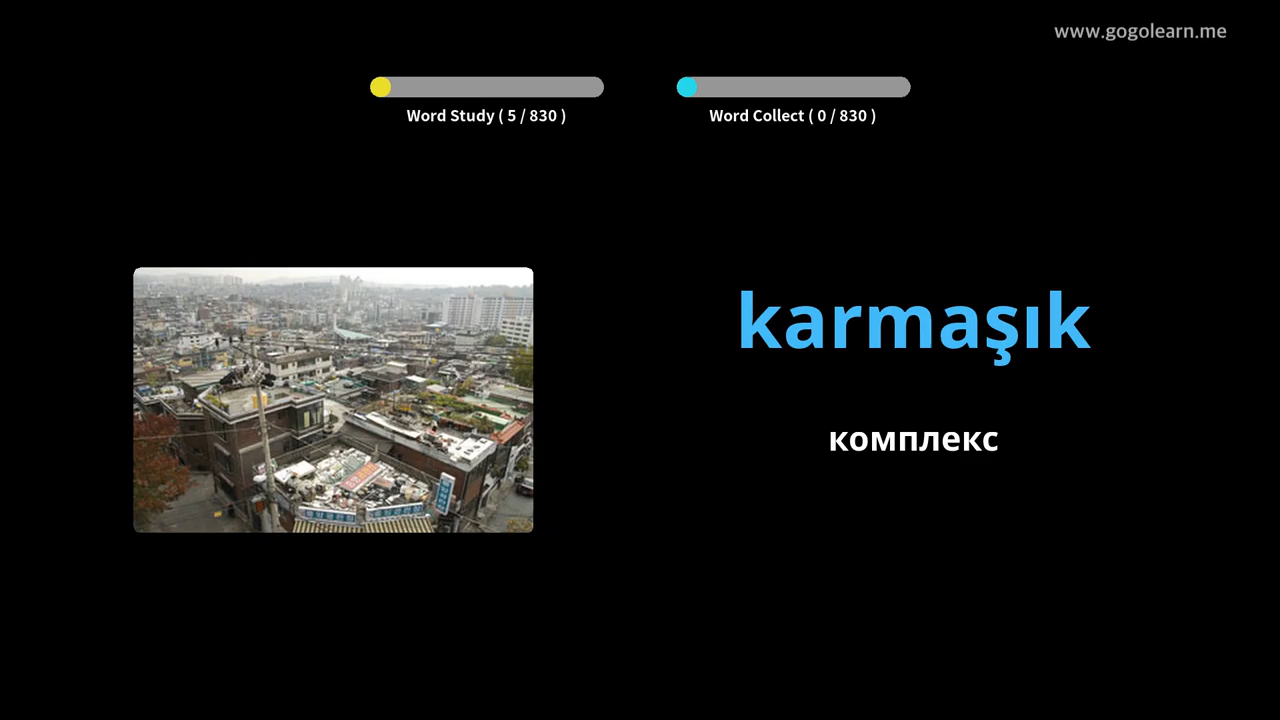 www.gogolearn.me
Word Study ( 5 / 830 )
Word Collect ( 0 / 830 )
karmaşık
комплекс